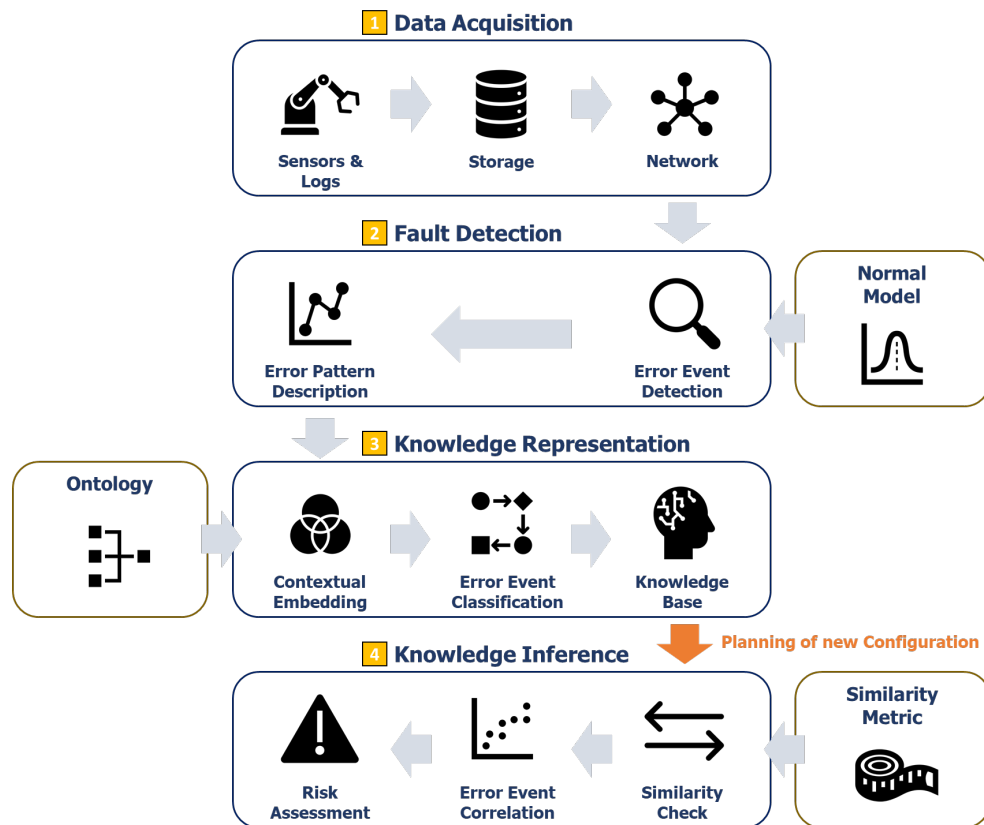 1 Data Acquisition
Sensors &
Logs
Storage
Network
2 Fault Detection
Error Pattern
Description
Error Event
Detection
Normal
Model
3 Knowledge Representation
Ontology
Contextual
Embedding
Error Event
Classification
Knowledge
Base
Planning of new Configuration
4 Knowledge Inference
Risk
Assessment
Error Event
Correlation
Similarity
Check
Similarity
Metric